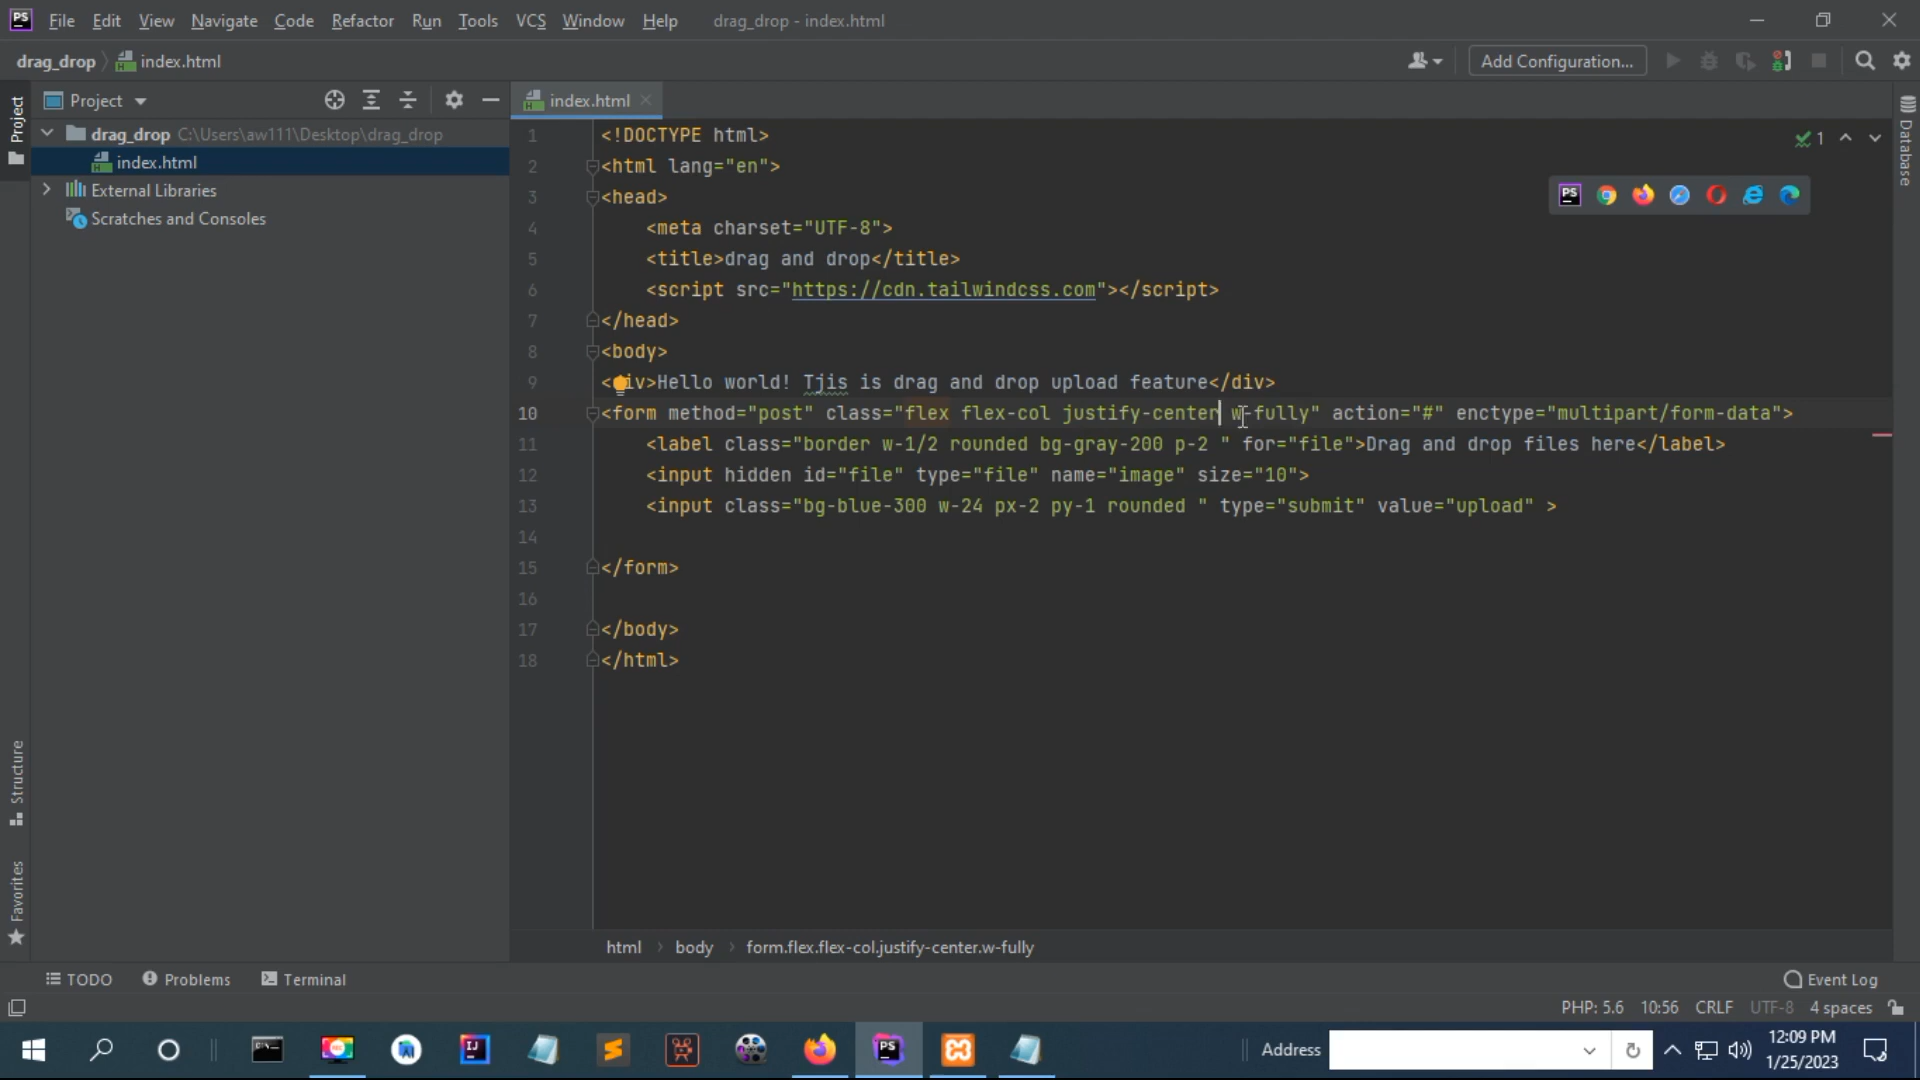 PS File Edit View Navigate Code Refactor Run Tools VCS Window Help drag_drop - index.html
drag_drop index.html Add Configuration...
Project index.html
drag_drop C:\Users\aw111\Desktop\drag_drop
index.html
External Libraries
Scratches and Consoles
Project
Structure
Favorites
1 <!DOCTYPE html>
2 <html lang="en">
3 <head>
4 <meta charset="UTF-8">
5 <title>drag and drop</title>
6 <script src="https://cdn.tailwindcss.com"></script>
7 </head>
8 <body>
9 <div>Hello world! Tjis is drag and drop upload feature</div>
10 <form method="post" class="flex flex-col justify-center w-fully" action="#" enctype="multipart/form-data">
11 <label class="border w-1/2 rounded bg-gray-200 p-2 " for="file">Drag and drop files here</label>
12 <input hidden id="file" type="file" name="image" size="10">
13 <input class="bg-blue-300 w-24 px-2 py-1 rounded " type="submit" value="upload" >
14
15 </form>
16
17 </body>
18 </html>
1
PS
Database
html body form.flex.flex-col.justify-center.w-fully
TODO Problems Terminal Event Log
PHP: 5.6 10:56 CRLF UTF-8 4 spaces
Address
12:09 PM
1/25/2023